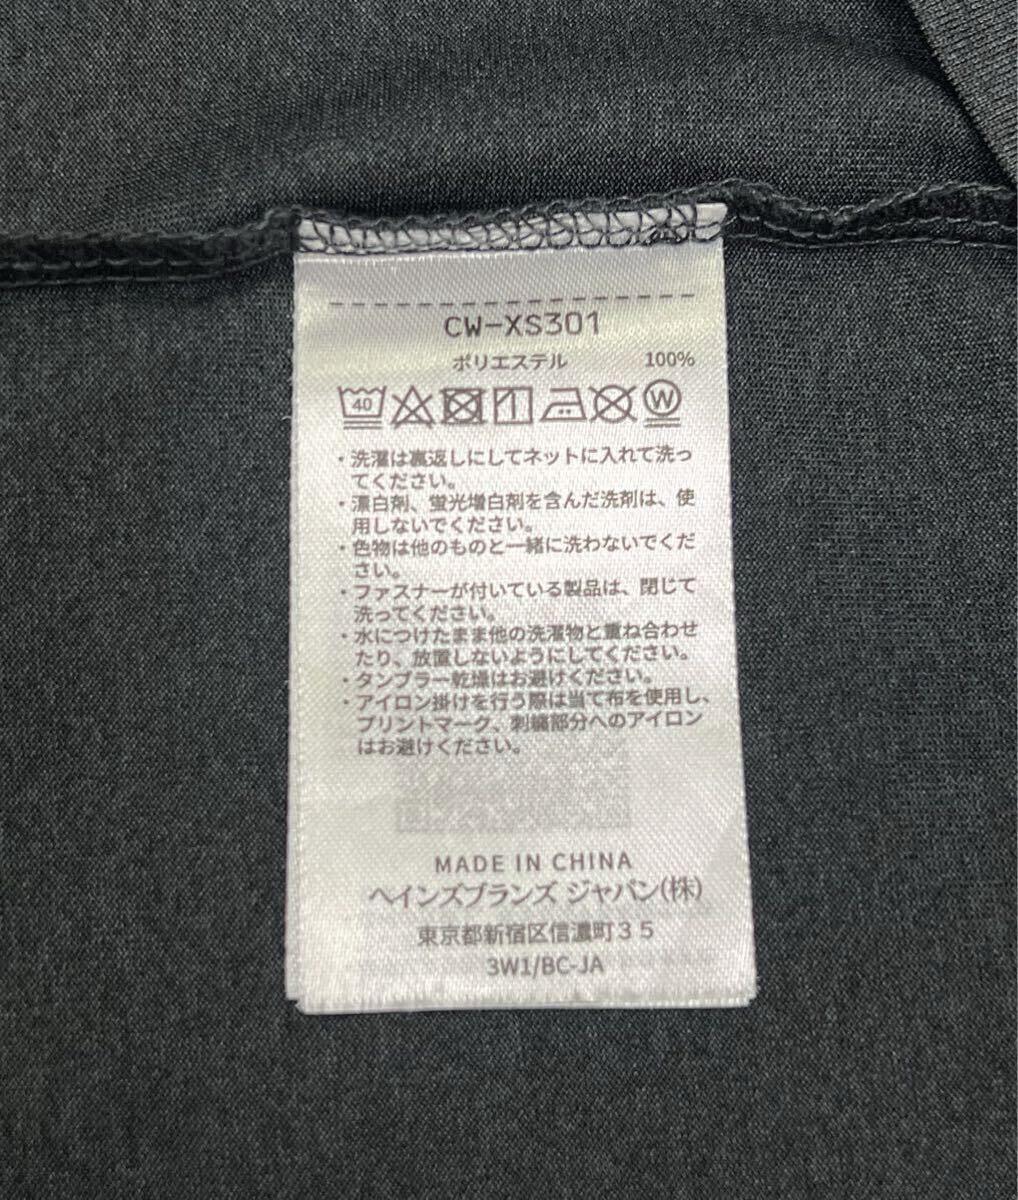 CW-XS301
ポリエステル 100%
40 W
・洗濯は裏返しにしてネットに入れて洗っ
てください。
・漂白剤、蛍光増白剤を含んだ洗剤は、使
用しないでください。
・色物は他のものと一緒に洗わないでくだ
さい。
・ファスナーが付いている製品は、閉じて
洗ってください。
・水につけたまま他の洗濯物と重ね合わせ
たり、放置しないようにしてください。
・タンブラー乾燥はお避けください。
・アイロン掛けを行う際は当て布を使用し、
プリントマーク、刺繍部分へのアイロン
はお避けください。
MADE IN CHINA
ヘインズブランズ ジャパン(株)
東京都新宿区信濃町35
3W1/BC-JA